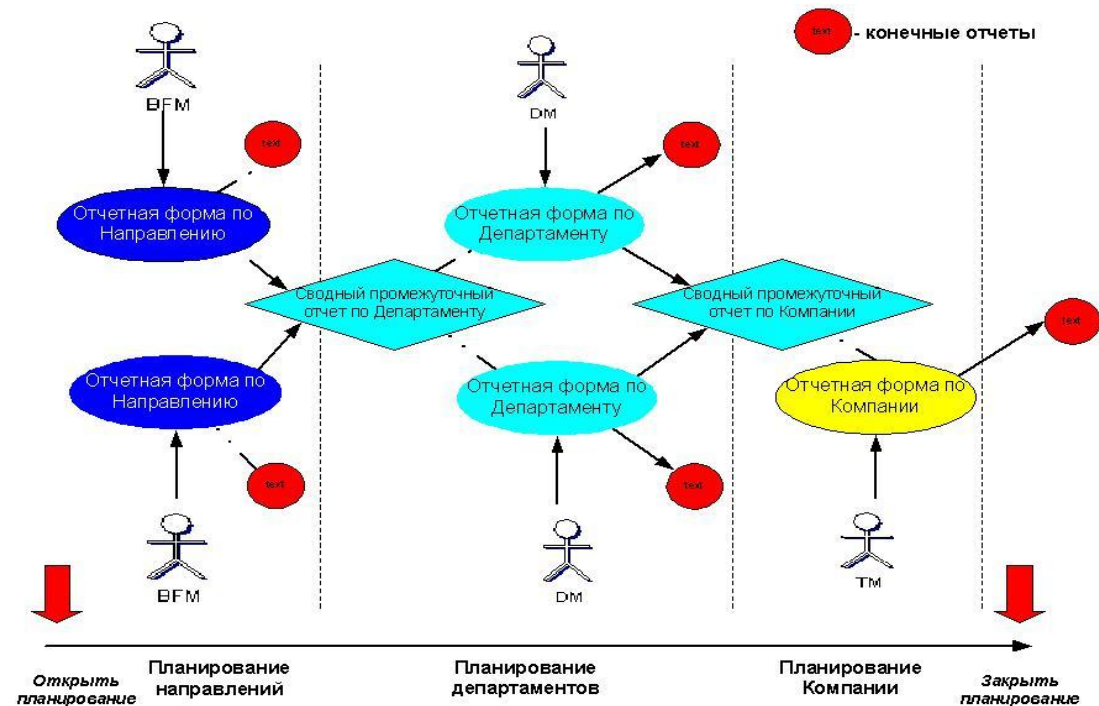 text
- конечные отчеты
BFM
DM
text
text
Отчетная форма по
Направлению
Отчетная форма по
Департаменту
Сводный промежуточный
отчет по Департаменту
Сводный промежуточный
отчет по Компании
text
Отчетная форма по
Направлению
Отчетная форма по
Департаменту
Отчетная форма по
Компании
text
text
BFM
DM
TM
Открыть
планирование
Планирование
направлений
Планирование
департаментов
Планирование
Компании
Закрыть
планирование